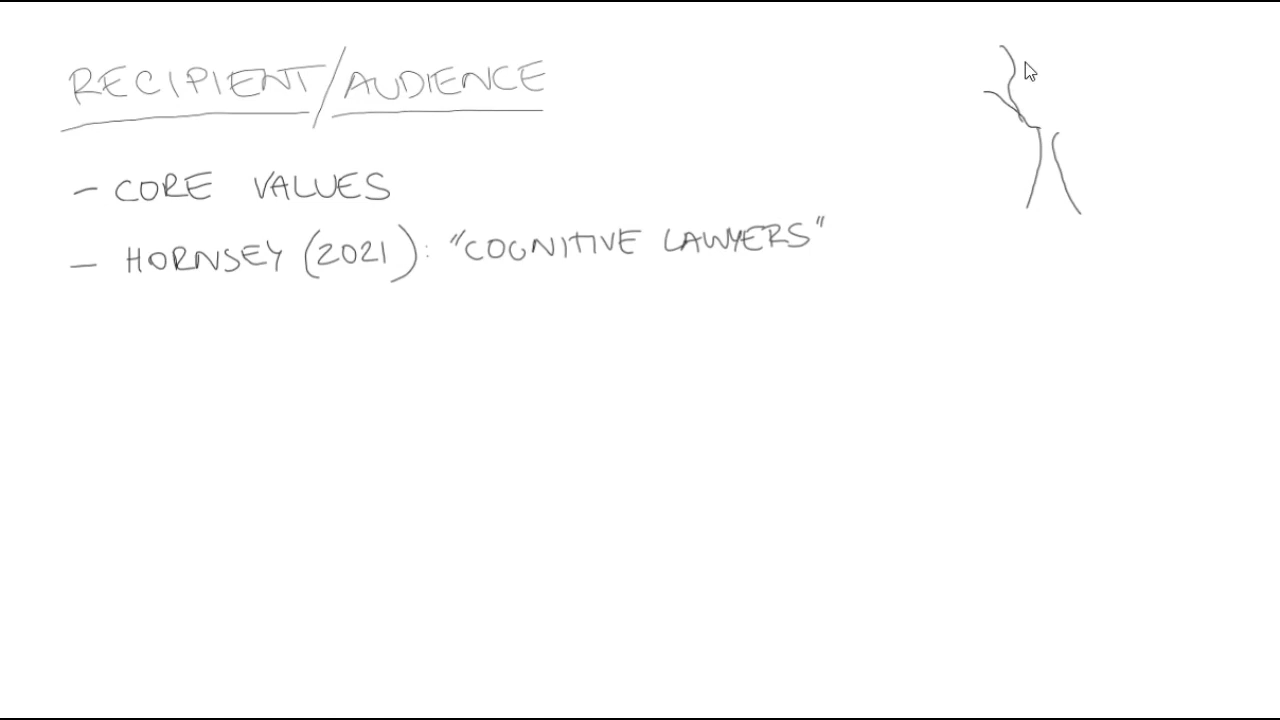 RECIPIENT/AUDIENCE
- CORE VALUES
- HORNSEY (2021): "COGNITIVE LAWYERS"